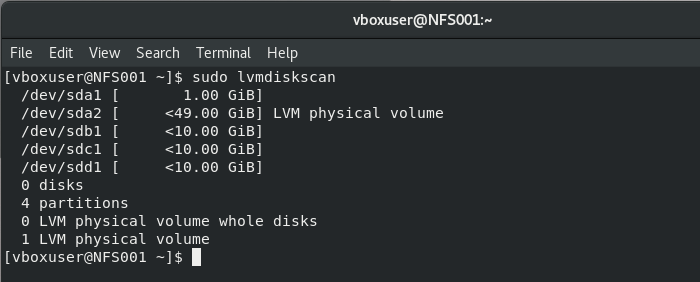 vboxuser@NFS001:~
File Edit View Search Terminal Help
[vboxuser@NFS001 ~]$ sudo lvmdiskscan
  /dev/sda1 [       1.00 GiB]
  /dev/sda2 [     <49.00 GiB] LVM physical volume
  /dev/sdb1 [     <10.00 GiB]
  /dev/sdc1 [     <10.00 GiB]
  /dev/sdd1 [     <10.00 GiB]
  0 disks
  4 partitions
  0 LVM physical volume whole disks
  1 LVM physical volume
[vboxuser@NFS001 ~]$